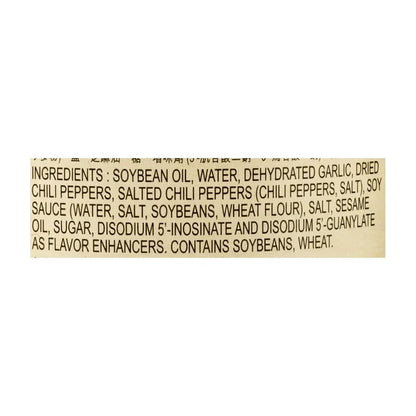 INGREDIENTS : SOYBEAN OIL, WATER, DEHYDRATED GARLIC, DRIED
CHILI PEPPERS, SALTED CHILI PEPPERS (CHILI PEPPERS, SALT), SOY
SAUCE (WATER, SALT, SOYBEANS, WHEAT FLOUR), SALT, SESAME
OIL, SUGAR, DISODIUM 5'-INOSINATE AND DISODIUM 5'-GUANYLATE
AS FLAVOR ENHANCERS. CONTAINS SOYBEANS, WHEAT.